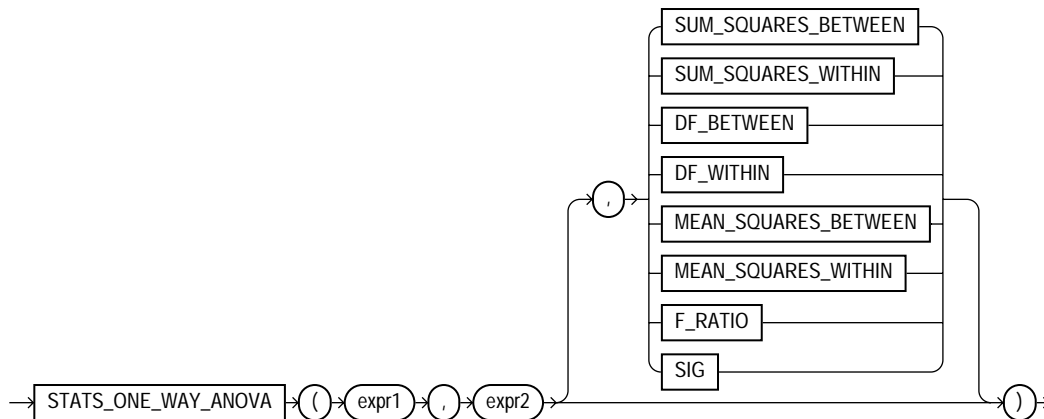 SUM_SQUARES_BETWEEN
SUM_SQUARES_WITHIN
DF_BETWEEN
DF_WITHIN
,
MEAN_SQUARES_BETWEEN
MEAN_SQUARES_WITHIN
F_RATIO
SIG
STATS_ONE_WAY_ANOVA ( expr1 , expr2 )